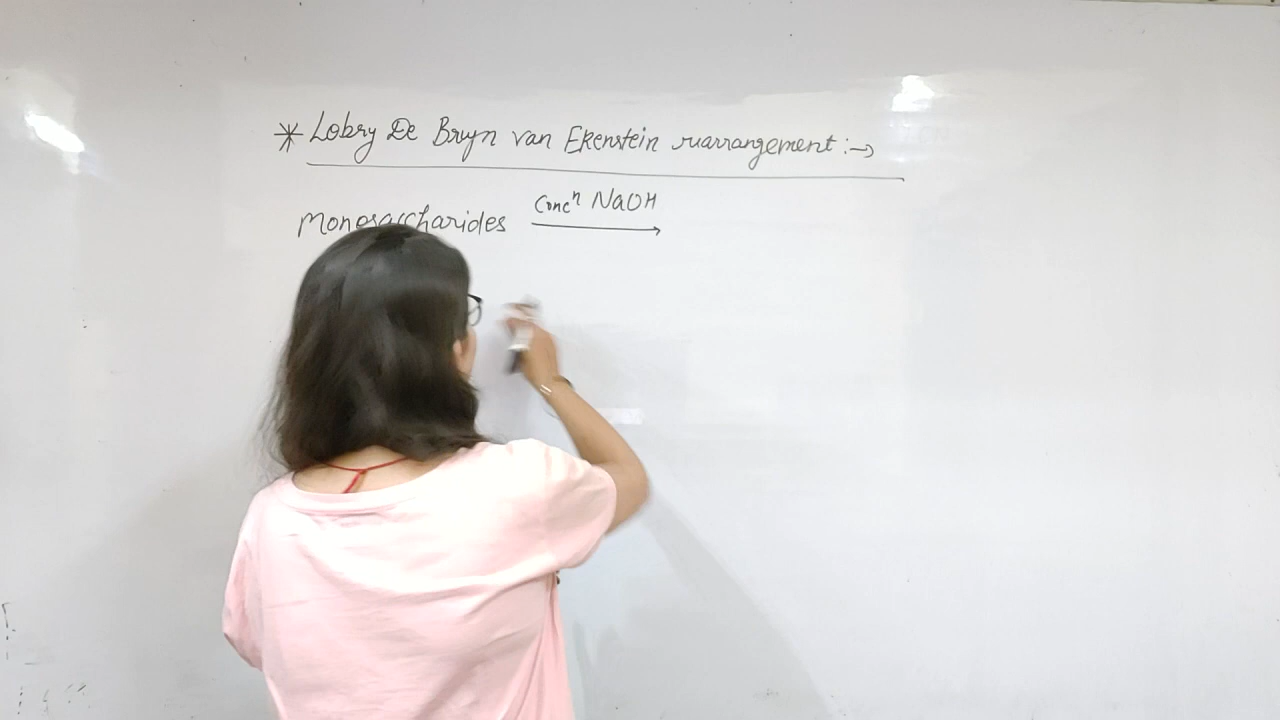 * Lobry De Bryn van Ekenstein rearrangement :→
Concⁿ NaOH
Monosaccharides →